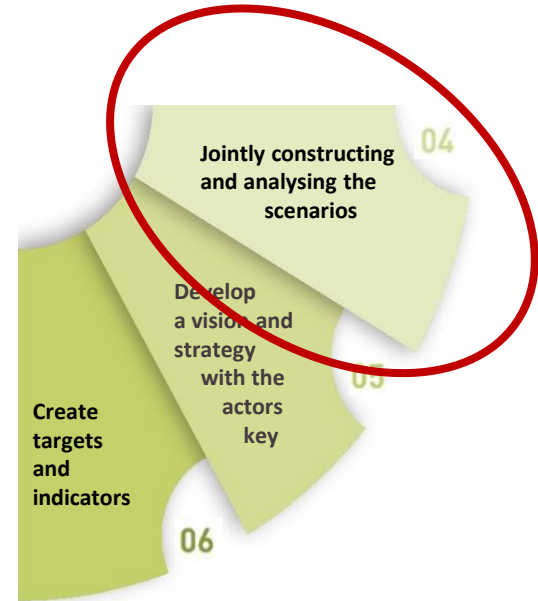 Jointly constructing
and analysing the
scenarios
04
Develop
a vision and
strategy
with the
actors
key
05
Create
targets
and
indicators
06